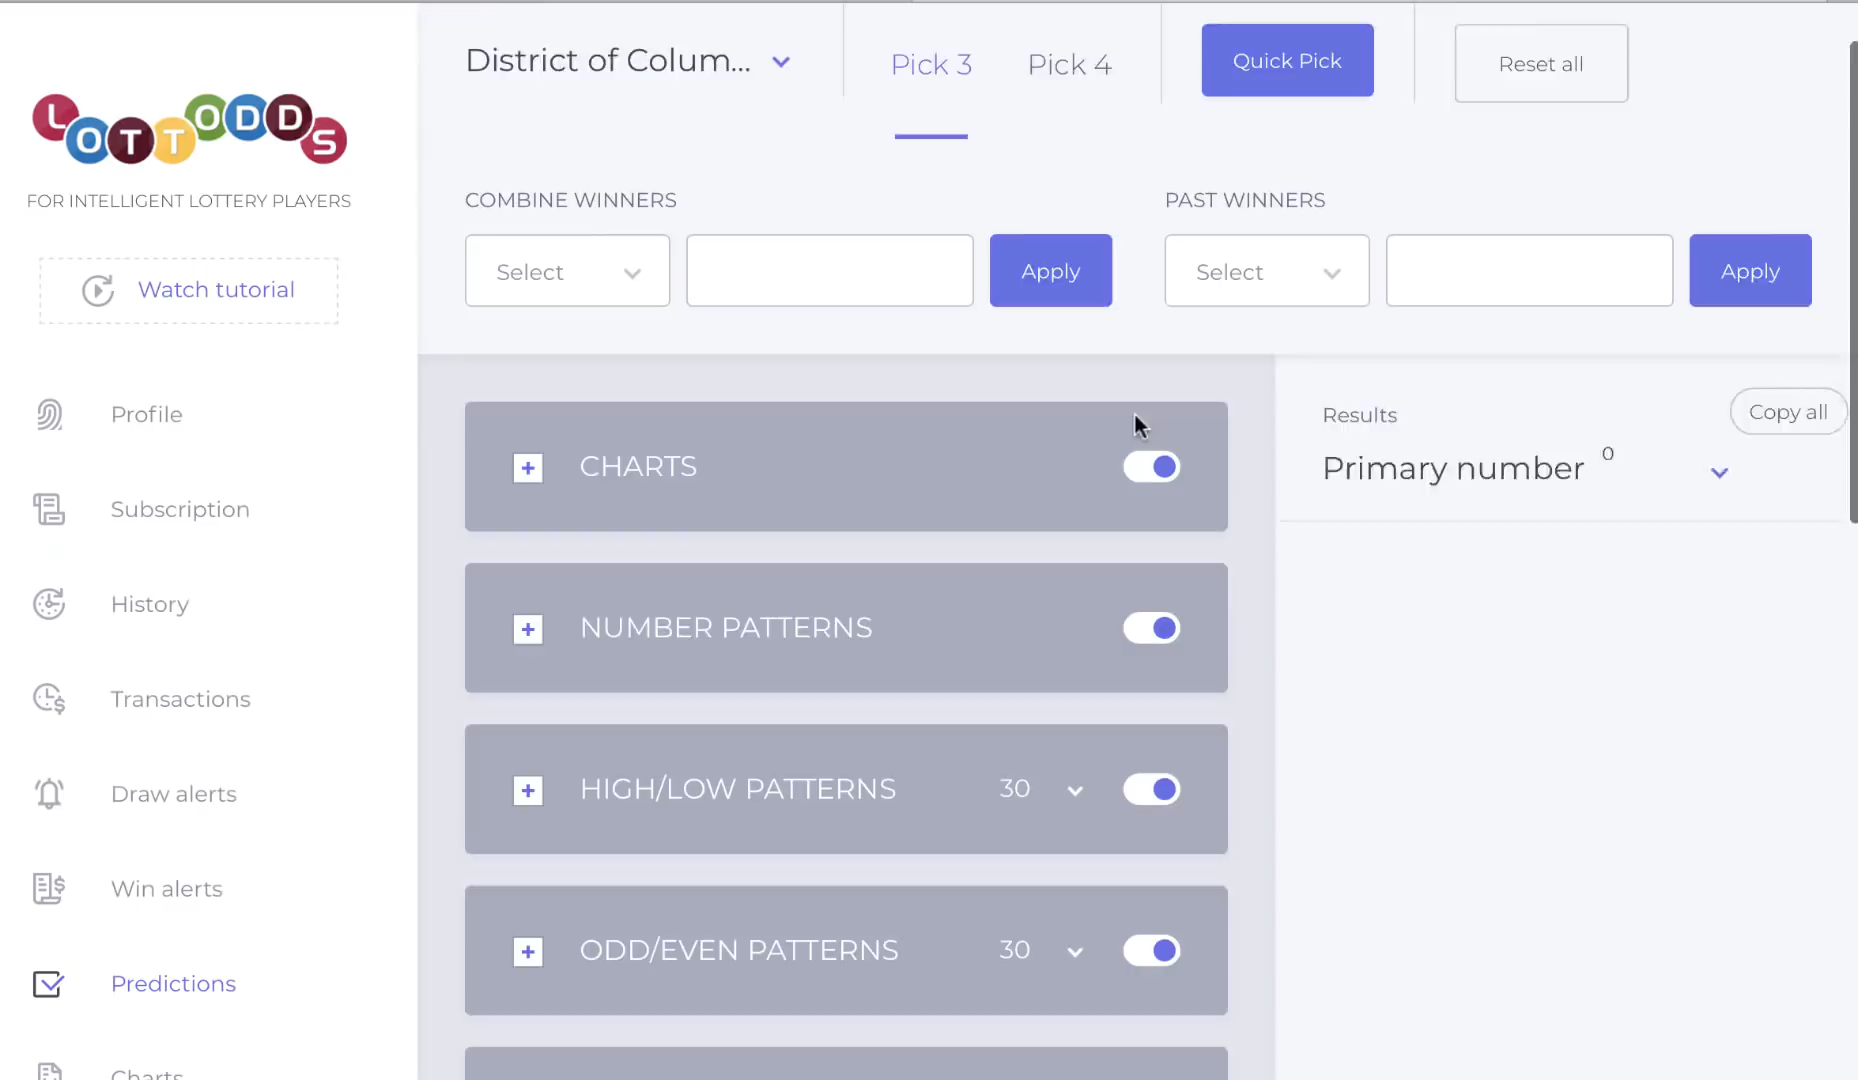 LOTTODDS
FOR INTELLIGENT LOTTERY PLAYERS
Watch tutorial
Profile
Subscription
History
Transactions
Draw alerts
Win alerts
Predictions
Charts
District of Colum...
Pick 3
Pick 4
Quick Pick
Reset all
COMBINE WINNERS
Select
Apply
PAST WINNERS
Select
Apply
CHARTS
NUMBER PATTERNS
HIGH/LOW PATTERNS 30
ODD/EVEN PATTERNS 30
Results
Copy all
Primary number 0